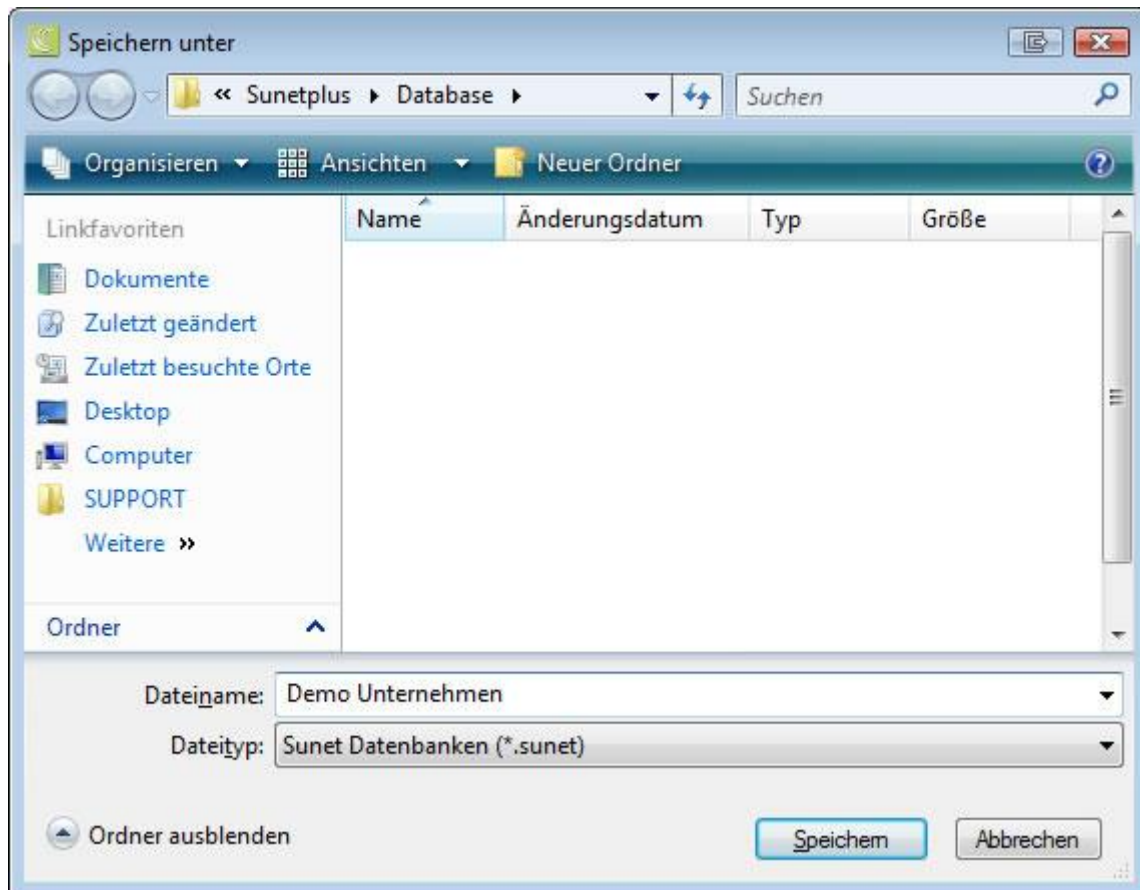 Speichern unter
« Sunetplus Database Suchen
Organisieren Ansichten Neuer Ordner
Linkfavoriten
Name Änderungsdatum Typ Größe
Dokumente
Zuletzt geändert
Zuletzt besuchte Orte
Desktop
Computer
SUPPORT
Weitere »
Ordner
Dateiname: Demo Unternehmen
Dateityp: Sunet Datenbanken (*.sunet)
Ordner ausblenden Speichern Abbrechen